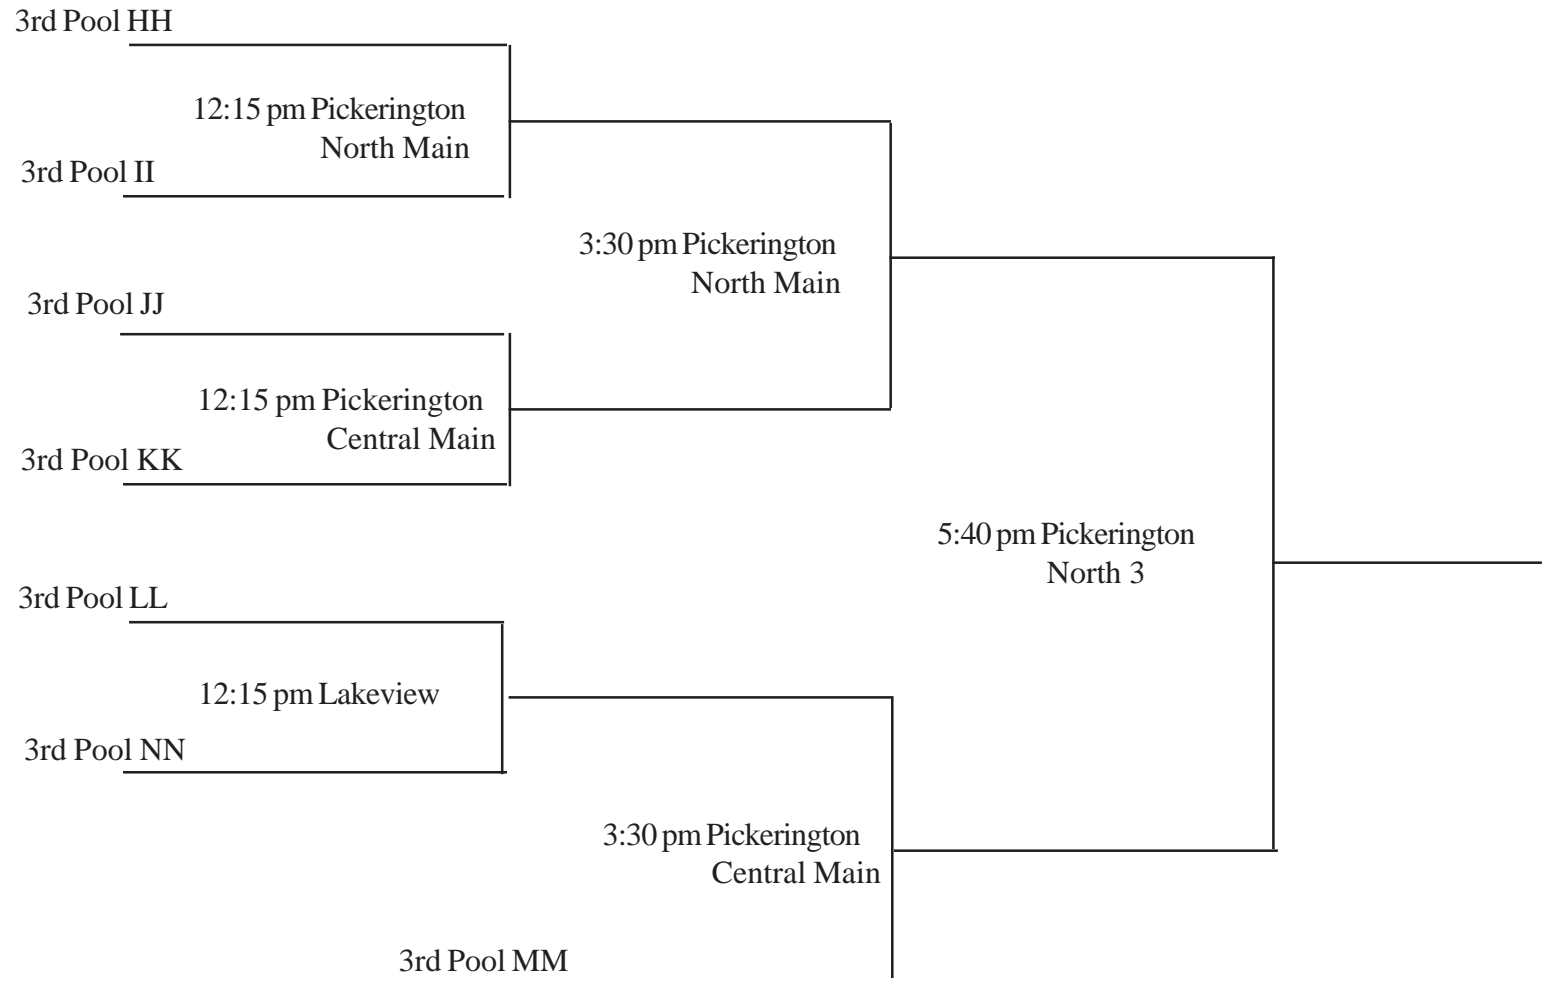 3rd Pool HH
12:15 pm Pickerington
North Main
3rd Pool II
3:30 pm Pickerington
North Main
3rd Pool JJ
12:15 pm Pickerington
Central Main
3rd Pool KK
5:40 pm Pickerington
North 3
3rd Pool LL
12:15 pm Lakeview
3rd Pool NN
3:30 pm Pickerington
Central Main
3rd Pool MM